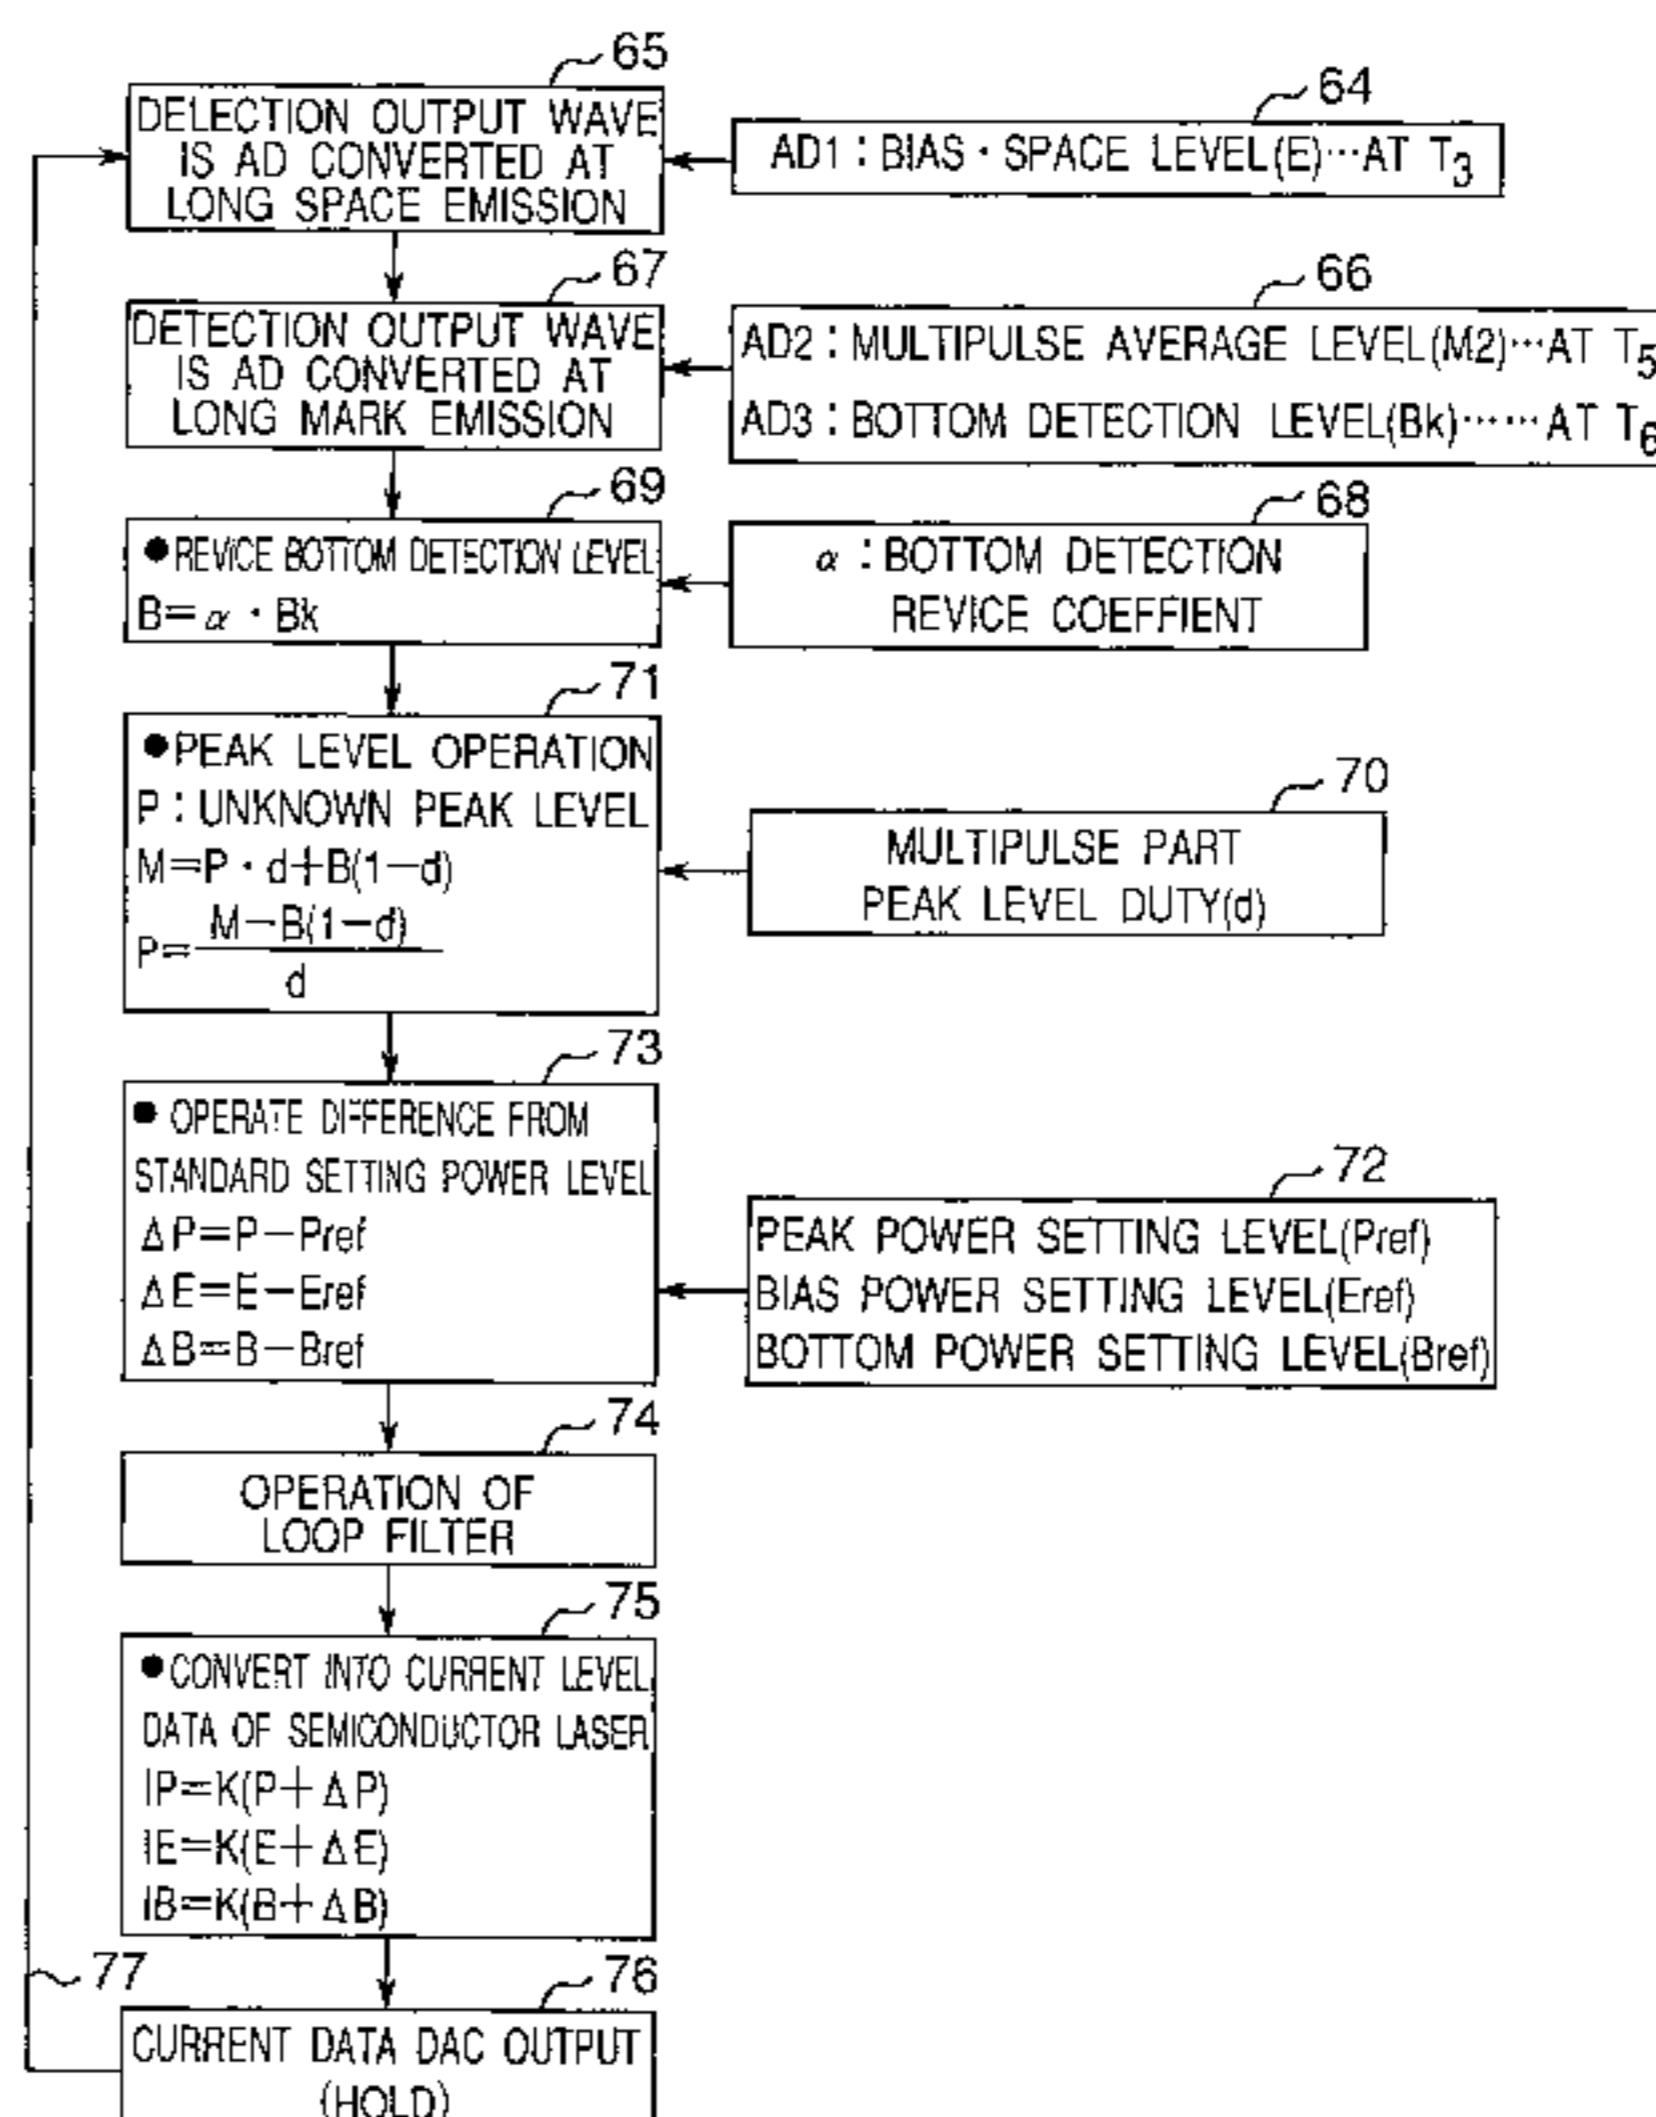 65
DELECTION OUTPUT WAVE
IS AD CONVERTED AT
LONG SPACE EMISSION
64
AD1 : BIAS · SPACE LEVEL(E)···AT T3
67
DETECTION OUTPUT WAVE
IS AD CONVERTED AT
LONG MARK EMISSION
66
AD2 : MULTIPULSE AVERAGE LEVEL(M2)···AT T5
AD3 : BOTTOM DETECTION LEVEL(Bk)······AT T6
69
● REVICE BOTTOM DETECTION LEVEL
B=α · Bk
68
α : BOTTOM DETECTION
REVICE COEFFIENT
71
● PEAK LEVEL OPERATION
P : UNKNOWN PEAK LEVEL
M=P · d+B(1−d)
P= M−B(1−d)
d
70
MULTIPULSE PART
PEAK LEVEL DUTY(d)
73
● OPERATE DIFFERENCE FROM
STANDARD SETTING POWER LEVEL
ΔP=P−Pref
ΔE=E−Eref
ΔB=B−Bref
72
PEAK POWER SETTING LEVEL(Pref)
BIAS POWER SETTING LEVEL(Eref)
BOTTOM POWER SETTING LEVEL(Bref)
74
OPERATION OF
LOOP FILTER
75
● CONVERT INTO CURRENT LEVEL
DATA OF SEMICONDUCTOR LASER
IP=K(P+ΔP)
IE=K(E+ΔE)
IB=K(B+ΔB)
77
76
CURRENT DATA DAC OUTPUT
(HOLD)